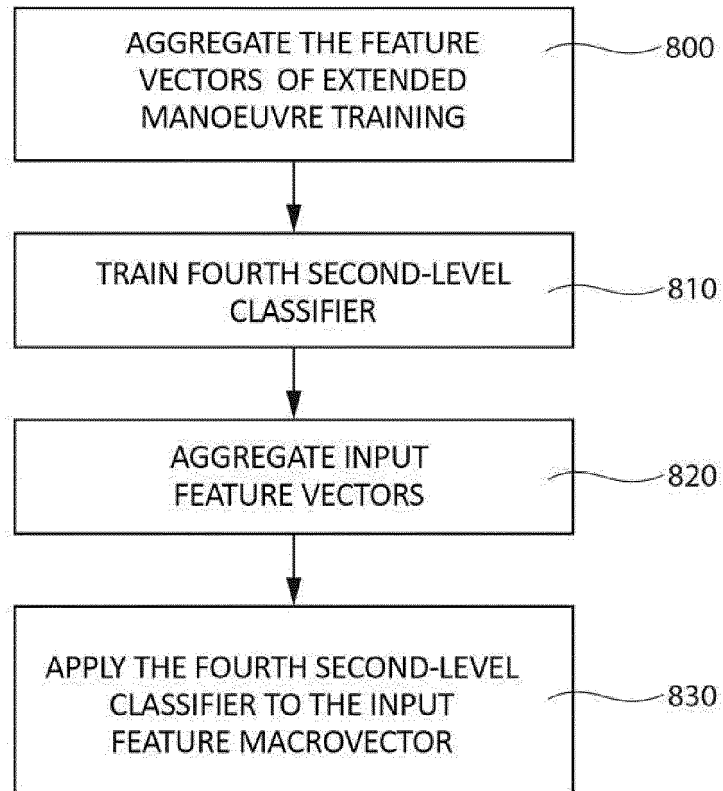 AGGREGATE THE FEATURE
VECTORS OF EXTENDED
MANOEUVRE TRAINING
800
TRAIN FOURTH SECOND-LEVEL
CLASSIFIER
810
AGGREGATE INPUT
FEATURE VECTORS
820
APPLY THE FOURTH SECOND-LEVEL
CLASSIFIER TO THE INPUT
FEATURE MACROVECTOR
830